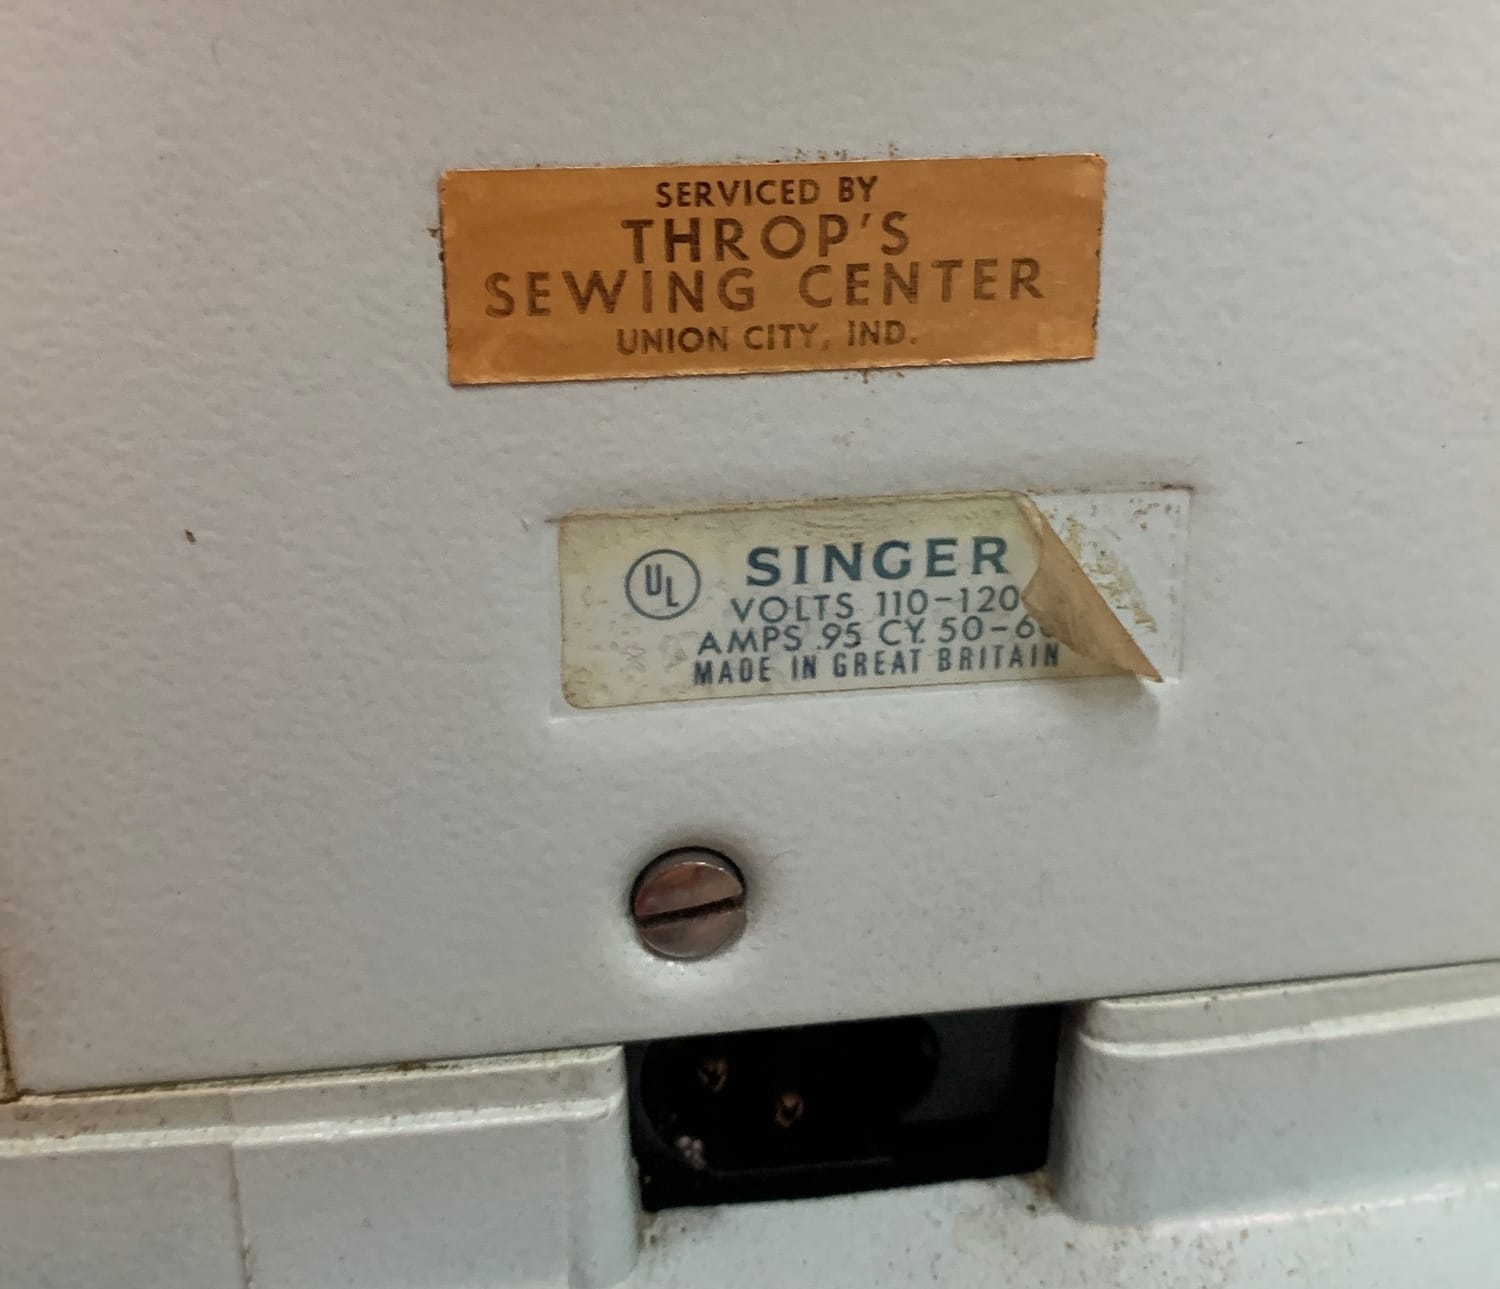 SERVICED BY
THROP'S
SEWING CENTER
UNION CITY, IND.
UL
SINGER
VOLTS 110-120
AMPS .95 CY. 50-6
MADE IN GREAT BRITAIN